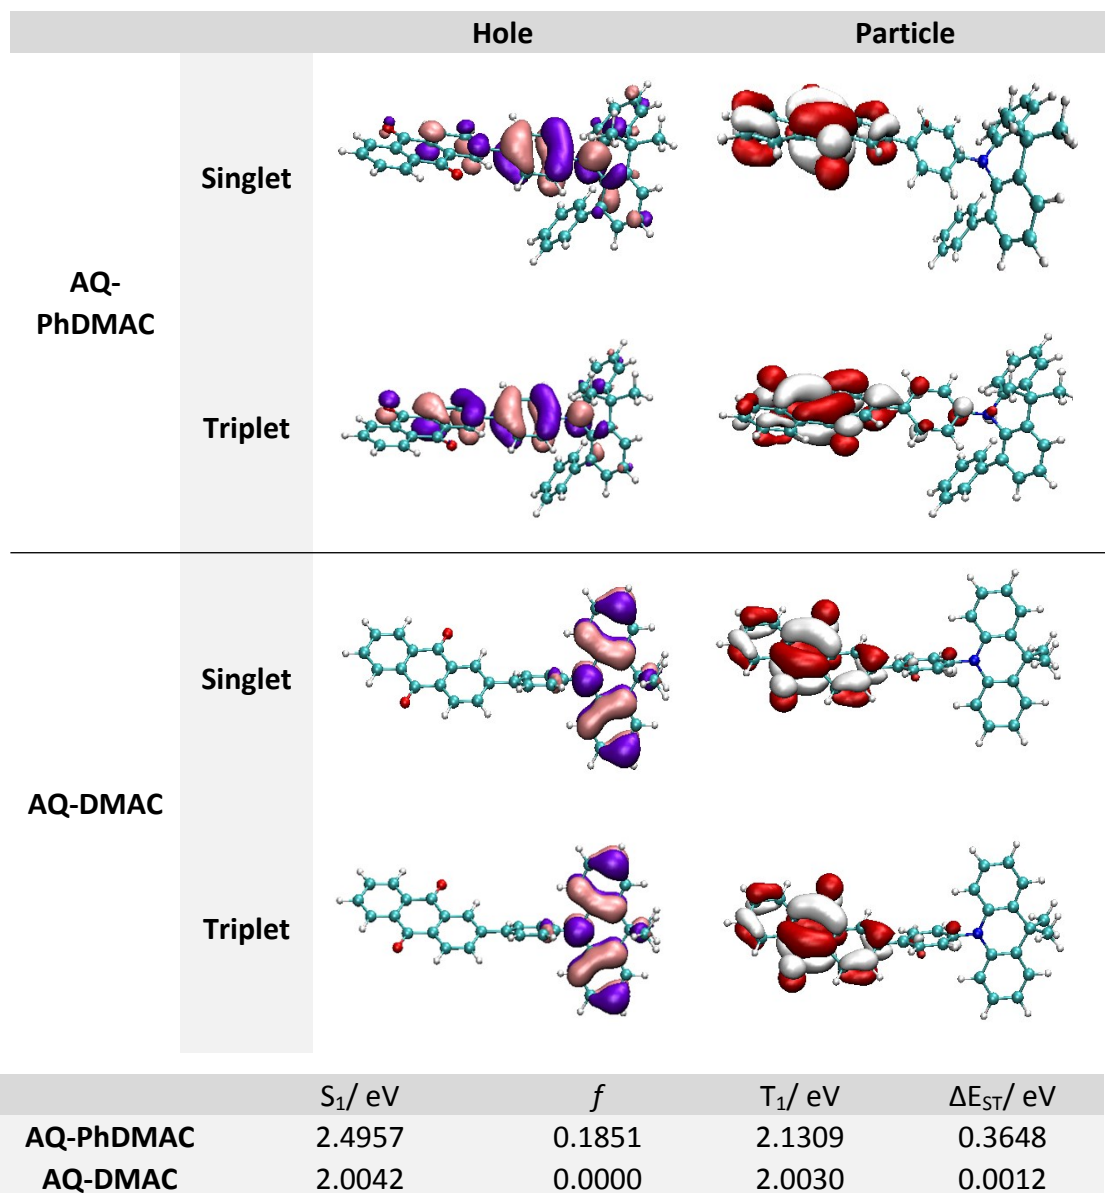 Hole Particle
Singlet
AQ-
PhDMAC
Triplet
Singlet
AQ-DMAC
Triplet
S₁/ eV f T₁/ eV ΔE_ST/ eV
AQ-PhDMAC 2.4957 0.1851 2.1309 0.3648
AQ-DMAC 2.0042 0.0000 2.0030 0.0012